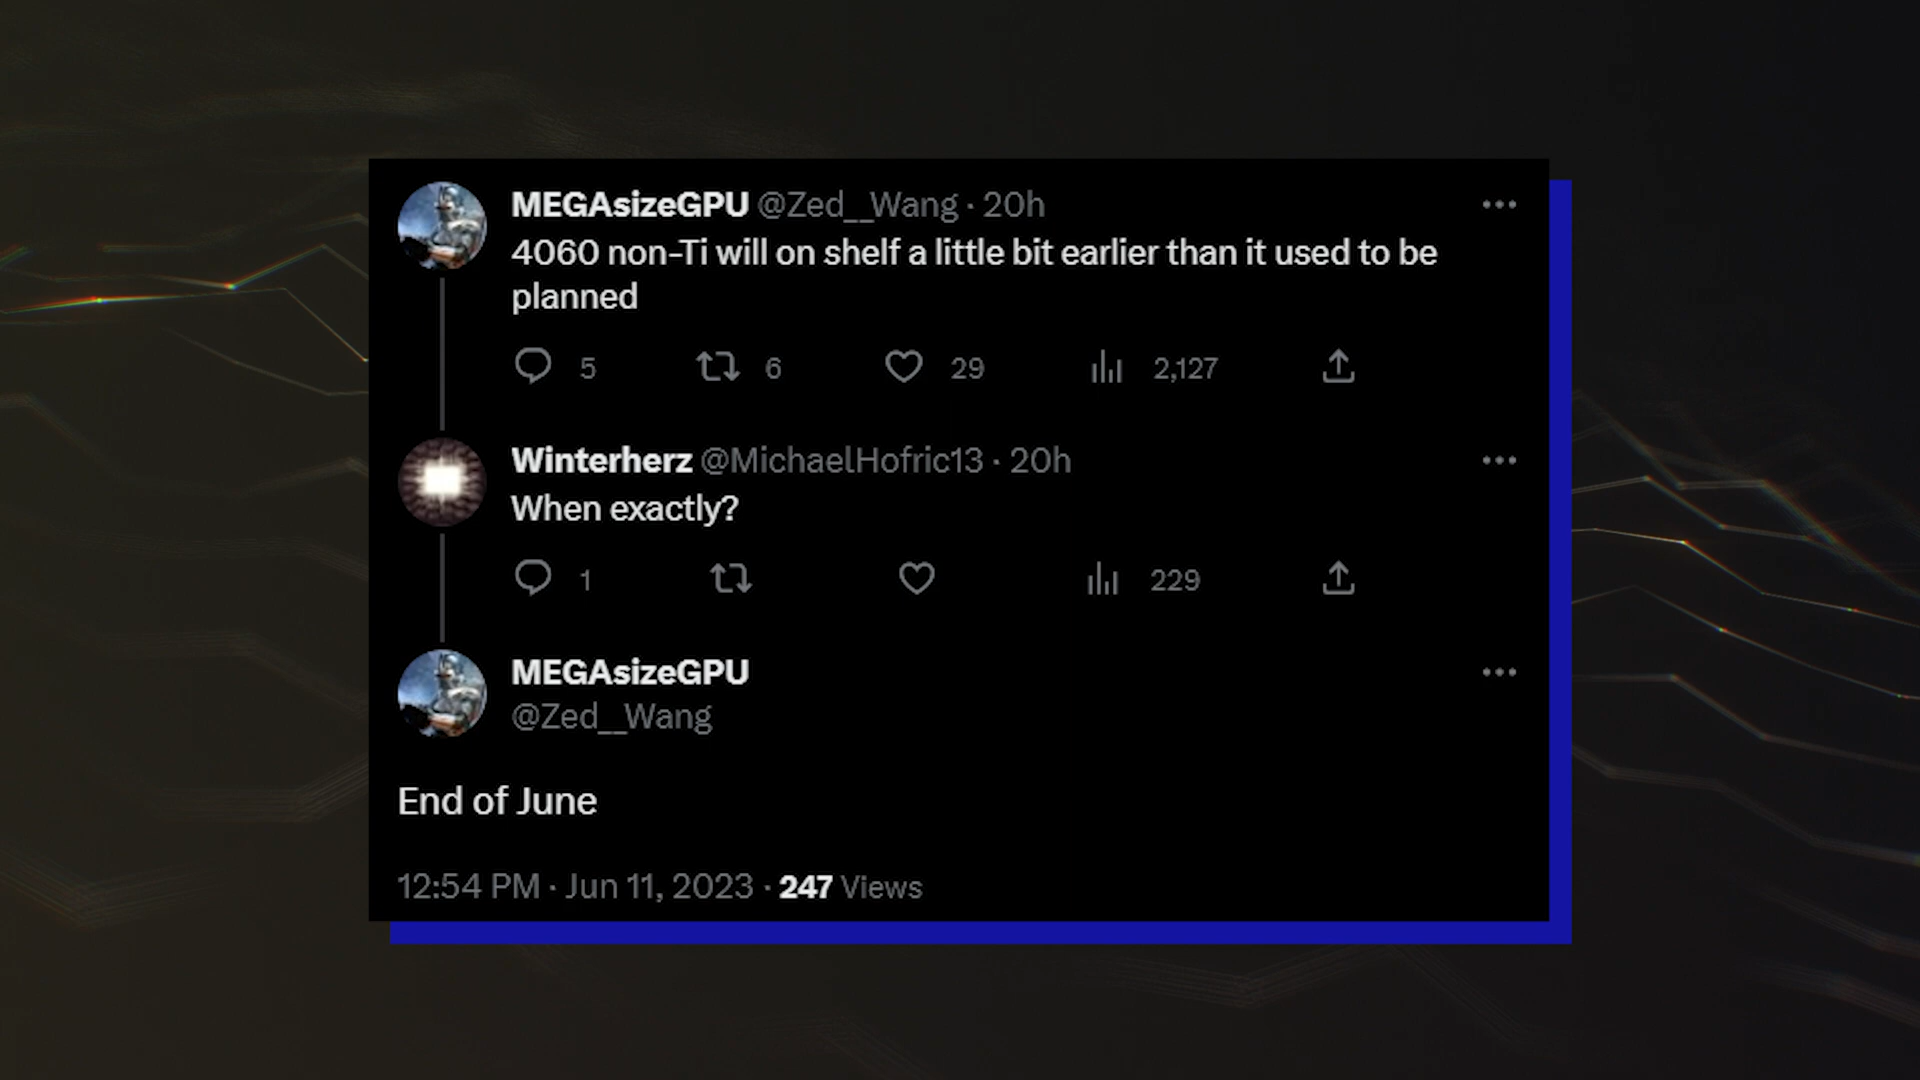 MEGAsizeGPU @Zed__Wang · 20h
4060 non-Ti will on shelf a little bit earlier than it used to be
planned
5 6 29 2,127
Winterherz @MichaelHofric13 · 20h
When exactly?
1 229
MEGAsizeGPU
@Zed__Wang
End of June
12:54 PM · Jun 11, 2023 · 247 Views